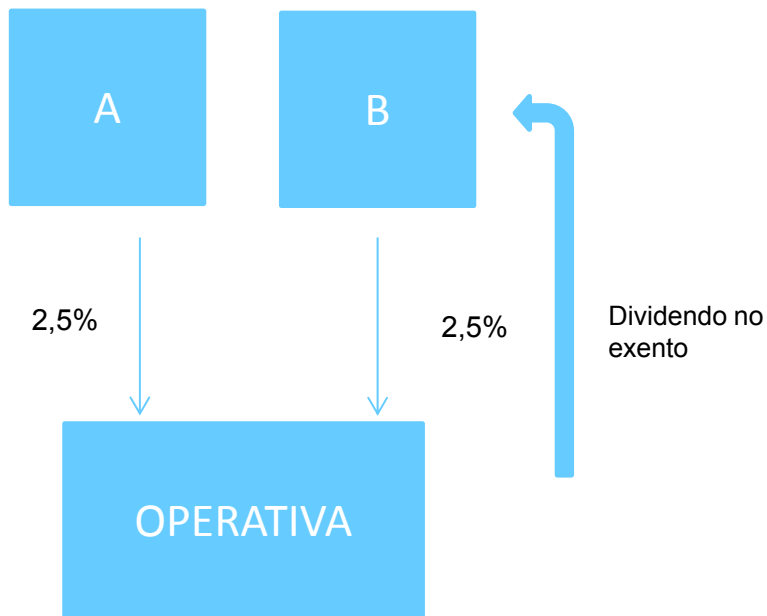 A
B
2,5%
2,5%
Dividendo no
exento
OPERATIVA